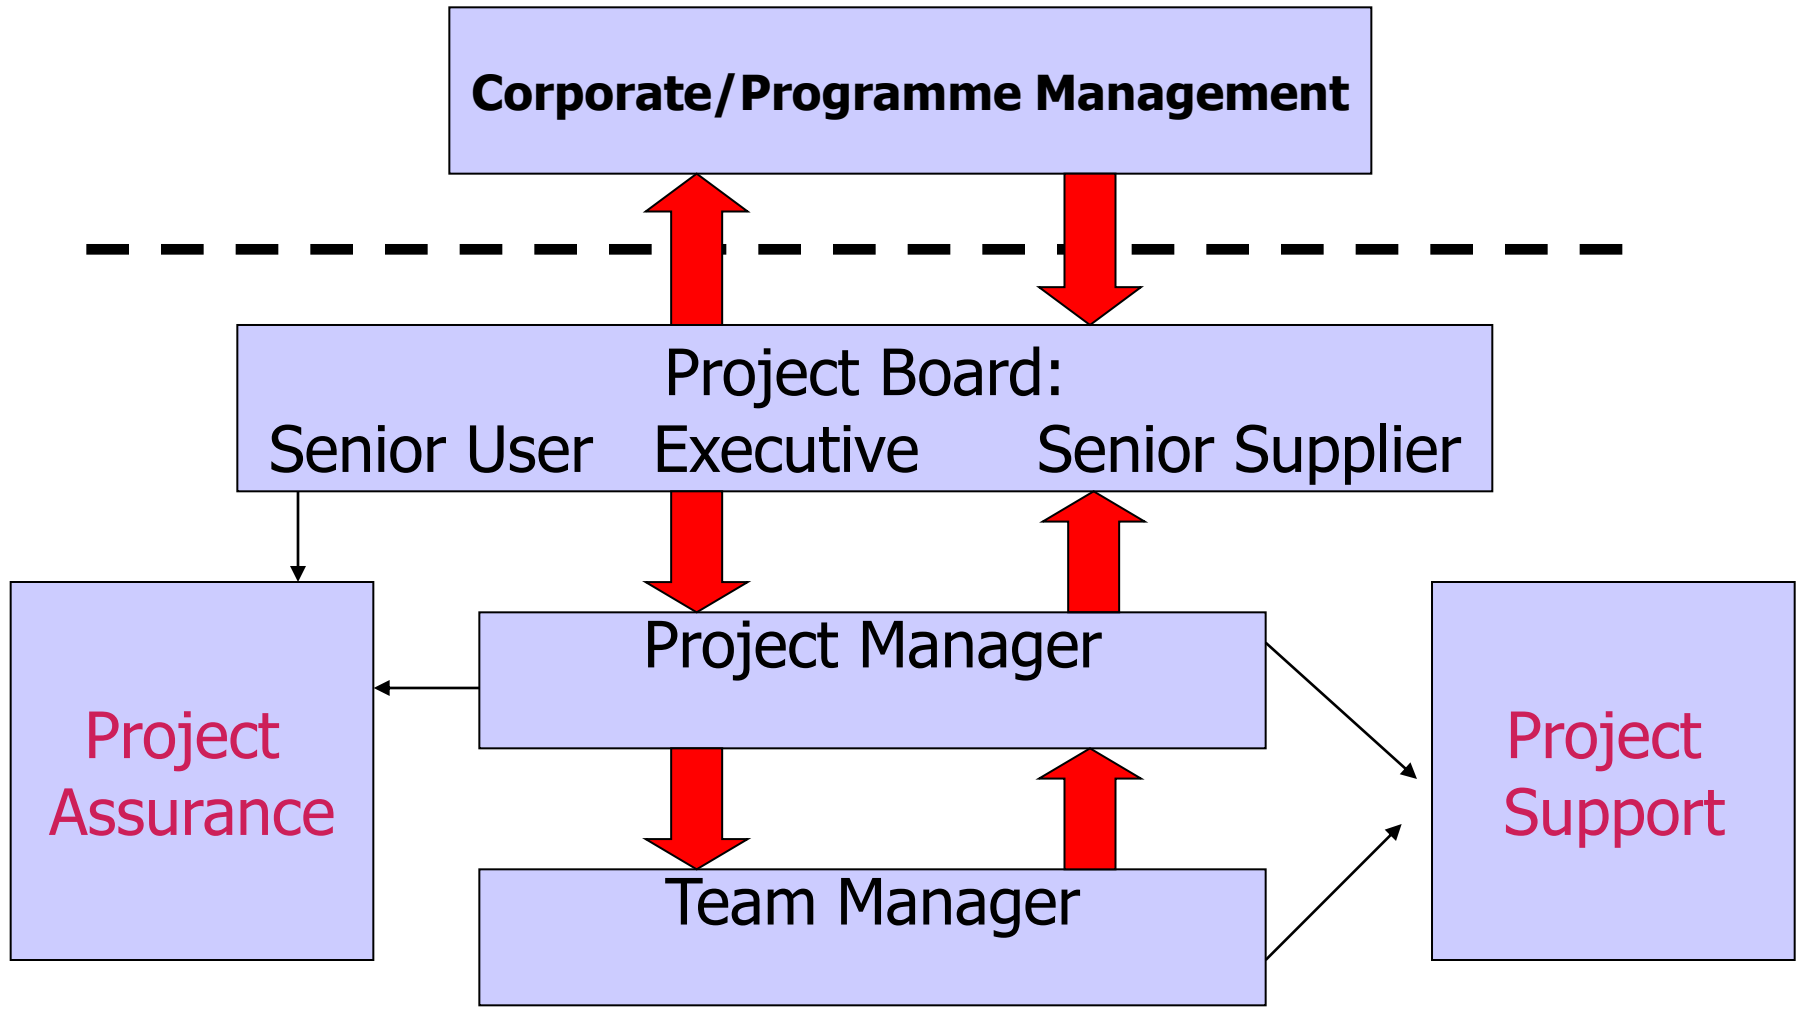 Corporate/Programme Management
Project Board:
Senior User Executive Senior Supplier
Project Manager
Project
Assurance
Project
Support
Team Manager